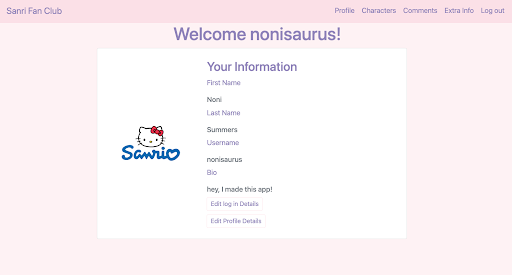 Sanri Fan Club
Profile Characters Comments Extra Info Log out
Welcome nonisaurus!
Your Information
First Name
Noni
Last Name
Summers
Username
nonisaurus
Bio
hey, I made this app!
Edit log in Details
Edit Profile Details
Sanrio